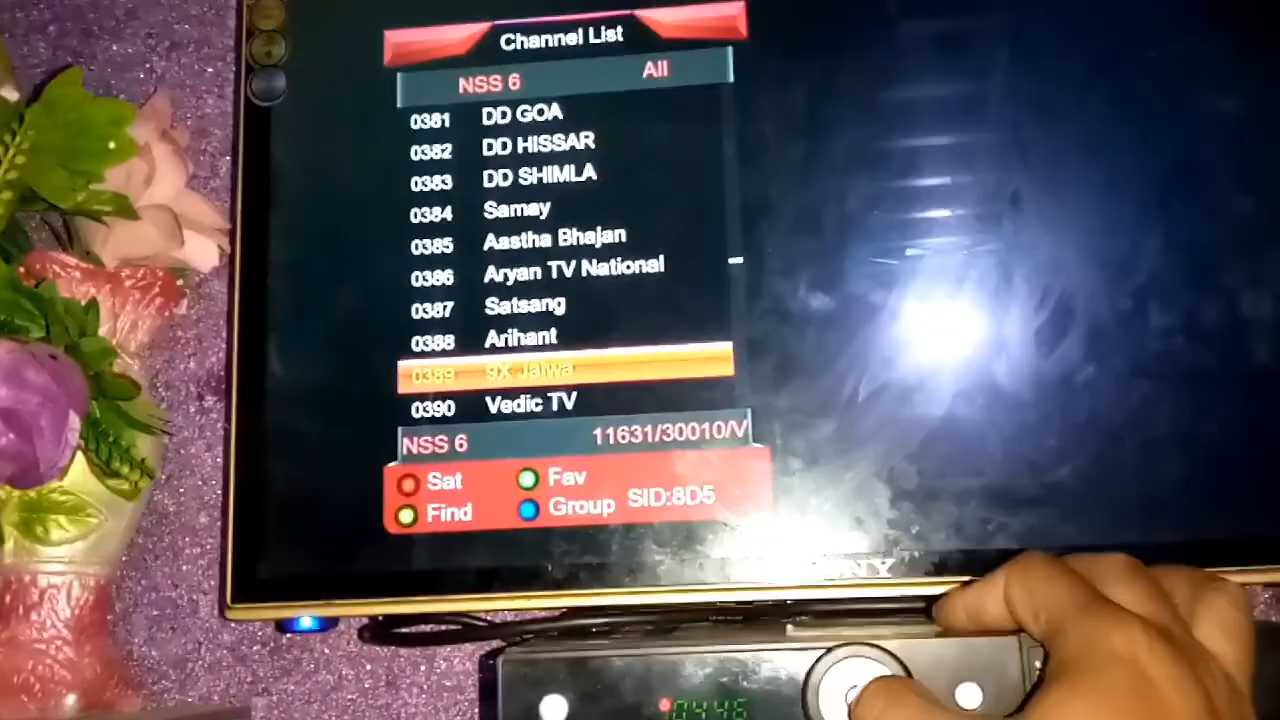 Channel List
NSS 6 All
0381 DD GOA
0382 DD HISSAR
0383 DD SHIMLA
0384 Samay
0385 Aastha Bhajan
0386 Aryan TV National
0387 Satsang
0388 Arihant
0389 9X Jalwa
0390 Vedic TV
NSS 6 11631/30010/V
Sat Fav
Find Group SID:8D5
0446